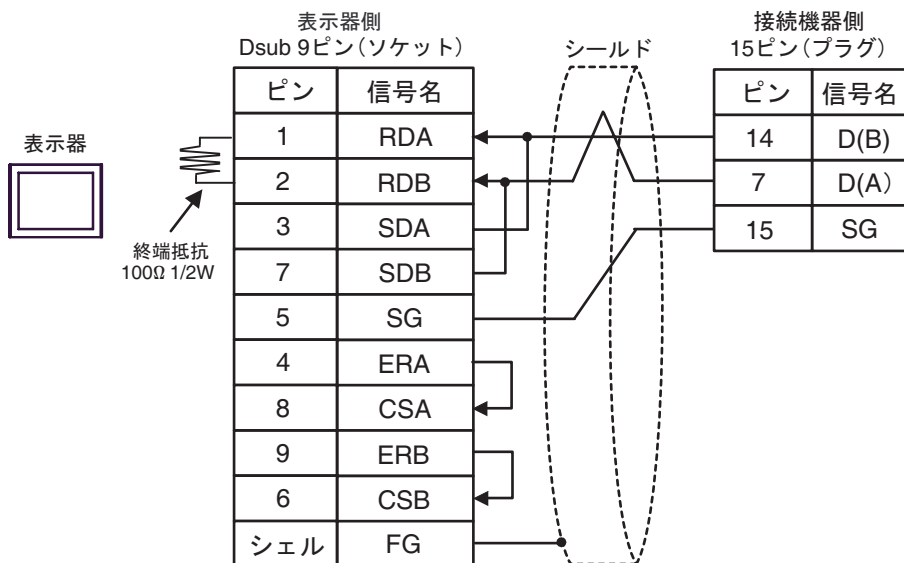 表示器側
Dsub 9ピン(ソケット)
シールド
接続機器側
15ピン(プラグ)
表示器
終端抵抗
100Ω 1/2W
ピン 信号名
1 RDA
2 RDB
3 SDA
7 SDB
5 SG
4 ERA
8 CSA
9 ERB
6 CSB
シェル FG
ピン 信号名
14 D(B)
7 D(A)
15 SG